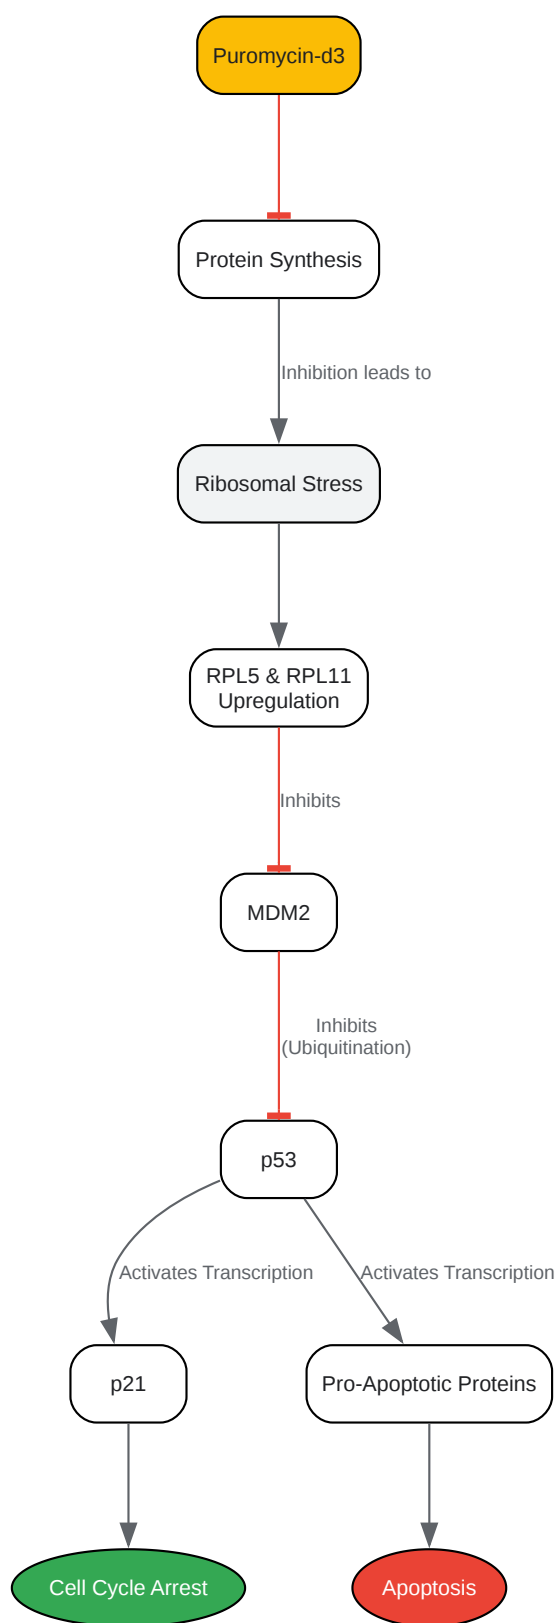 Puromycin-d3
Protein Synthesis
Inhibition leads to
Ribosomal Stress
RPL5 & RPL11
Upregulation
Inhibits
MDM2
Inhibits
(Ubiquitination)
p53
Activates Transcription
Activates Transcription
p21
Pro-Apoptotic Proteins
Cell Cycle Arrest
Apoptosis